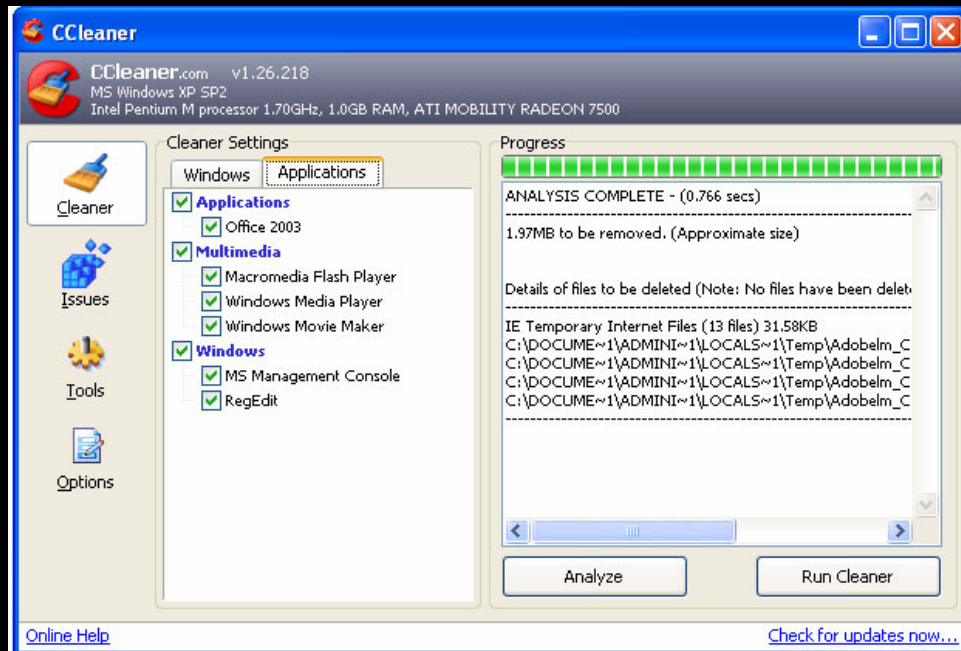 CCleaner
CCleaner.com v1.26.218
MS Windows XP SP2
Intel Pentium M processor 1.70GHz, 1.0GB RAM, ATI MOBILITY RADEON 7500
Cleaner
Issues
Tools
Options
Cleaner Settings
Windows Applications
Applications
Office 2003
Multimedia
Macromedia Flash Player
Windows Media Player
Windows Movie Maker
Windows
MS Management Console
RegEdit
Progress
ANALYSIS COMPLETE - (0.766 secs)
1.97MB to be removed. (Approximate size)
Details of files to be deleted (Note: No files have been delet
IE Temporary Internet Files (13 files) 31.58KB
C:\DOCUME~1\ADMINI~1\LOCALS~1\Temp\Adobelm_C
C:\DOCUME~1\ADMINI~1\LOCALS~1\Temp\Adobelm_C
C:\DOCUME~1\ADMINI~1\LOCALS~1\Temp\Adobelm_C
C:\DOCUME~1\ADMINI~1\LOCALS~1\Temp\Adobelm_C
Analyze
Run Cleaner
Online Help
Check for updates now...